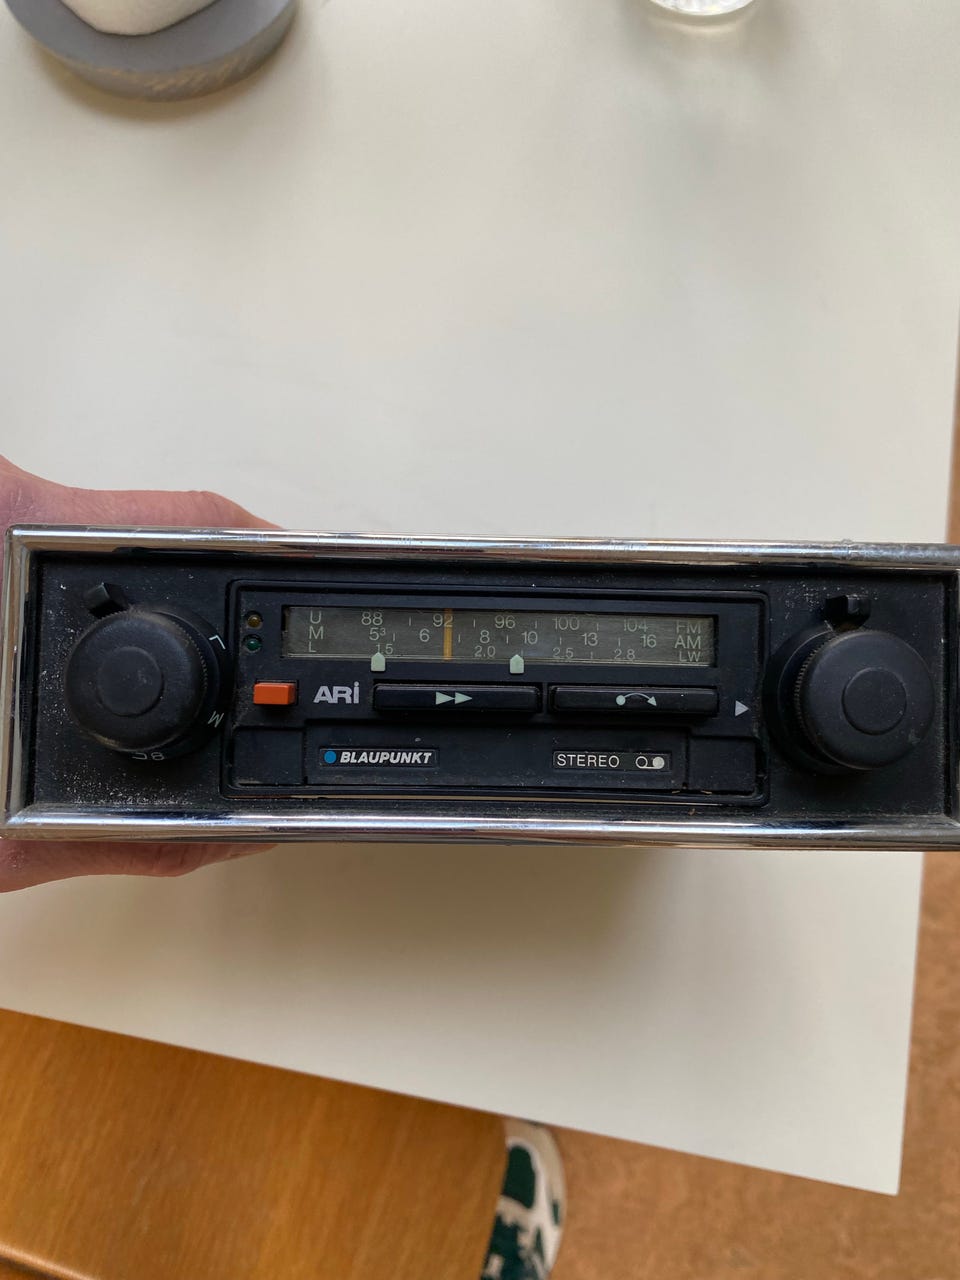 U 88 92 96 100 104 FM
M 5³ 6 8 10 13 16 AM
L 1.5 2.0 2.5 2.8 LW
ARi
L
M
BLAUPUNKT
STEREO